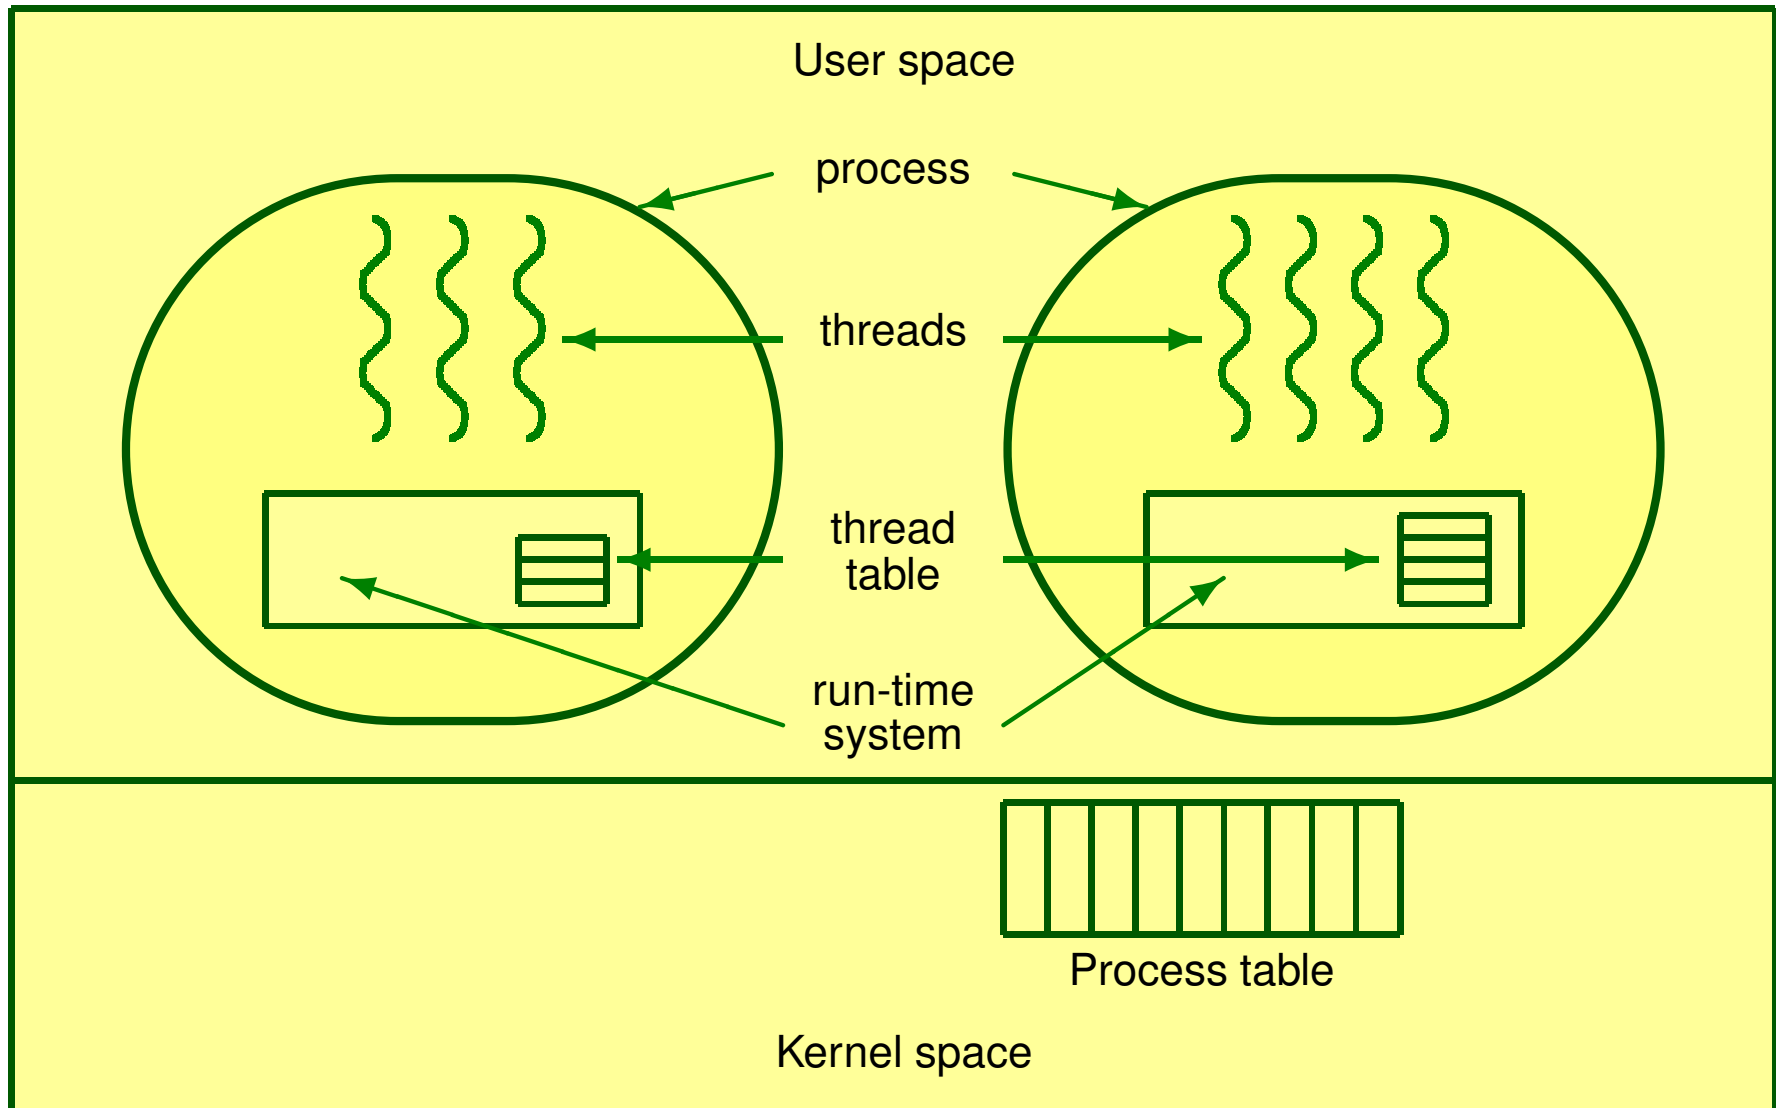 User space
process
threads
thread
table
run-time
system
Process table
Kernel space